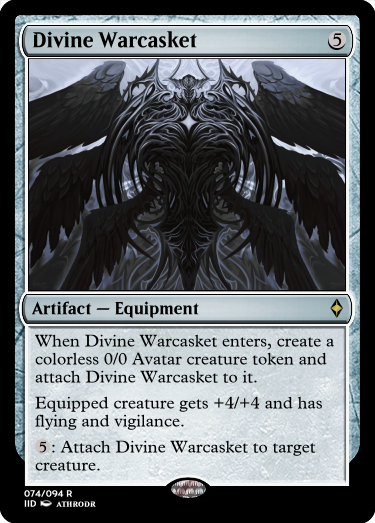 Divine Warcasket 5
Artifact — Equipment
When Divine Warcasket enters, create a
colorless 0/0 Avatar creature token and
attach Divine Warcasket to it.
Equipped creature gets +4/+4 and has
flying and vigilance.
5: Attach Divine Warcasket to target
creature.
074/094 R
IID ATHRODR